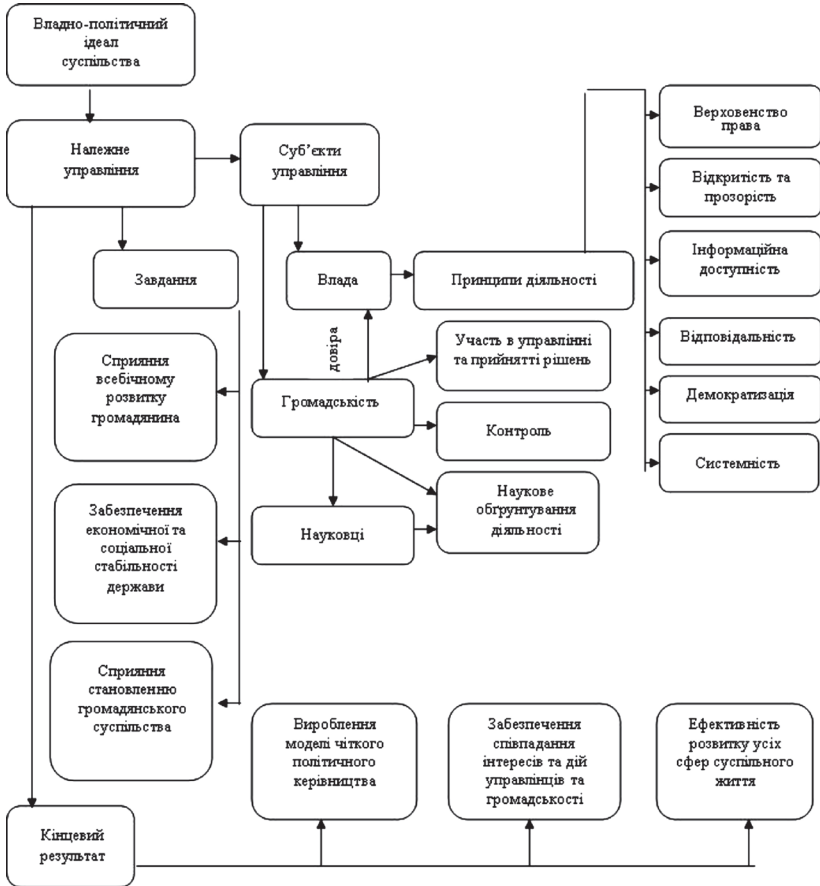 Владно-політичний
ідеал
суспільства
Належне
управління
Суб’єкти
управління
Завдання
Влада
Принципи діяльності
Верховенство
права
Відкритість та
прозорість
Інформаційна
доступність
Відповідальність
Демократизація
Системність
довіра
Участь в управлінні
та прийнятті рішень
Громадськість
Контроль
Наукове
обґрунтування
діяльності
Науковці
Сприяння
всебічному
розвитку
громадянина
Забезпечення
економічної та
соціальної
стабільності
держави
Сприяння
становленню
громадянського
суспільства
Вироблення
моделі чіткого
політичного
керівництва
Забезпечення
співпадання
інтересів та дій
управлінців та
громадськості
Ефективність
розвитку усіх
сфер суспільного
життя
Кінцевий
результат